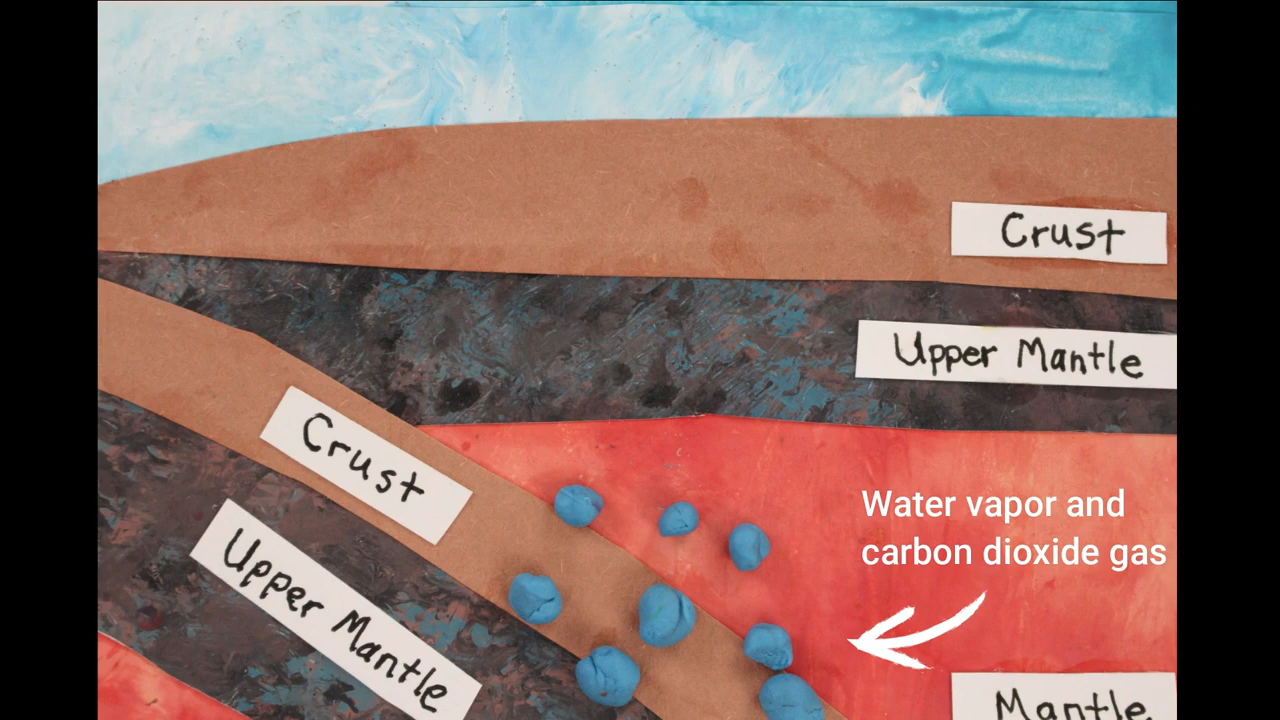 Crust
Upper Mantle
Crust
Upper Mantle
Water vapor and
carbon dioxide gas
Mantle